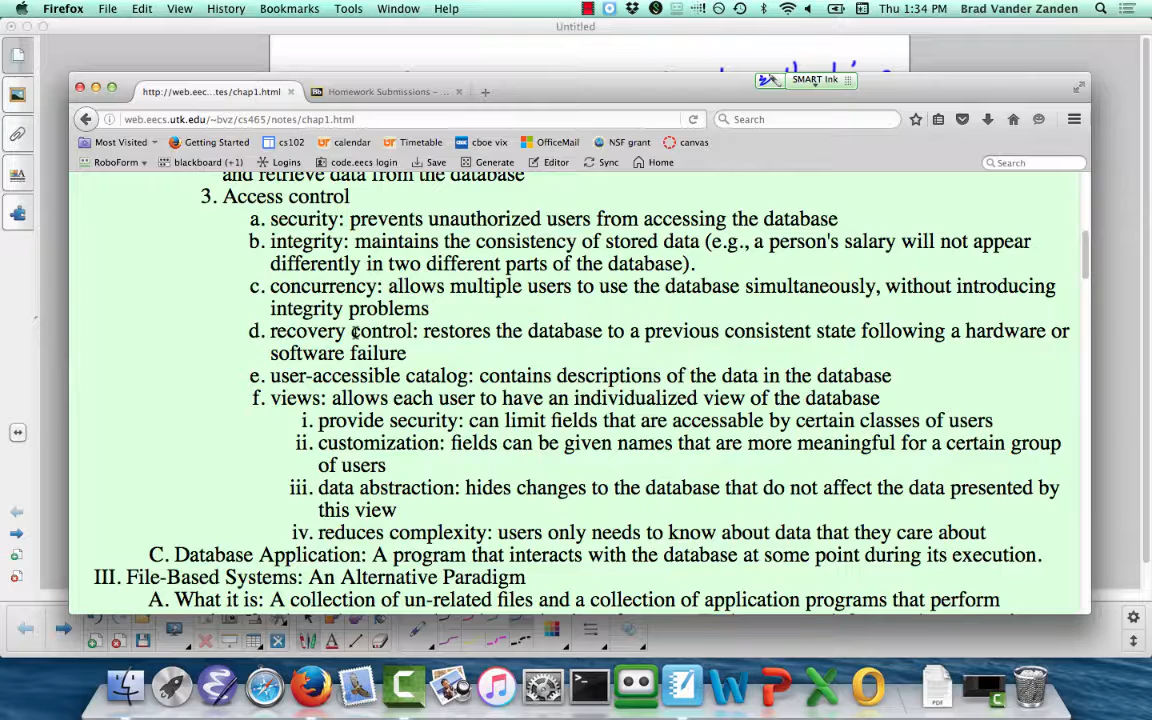 Firefox File Edit View History Bookmarks Tools Window Help Thu 1:34 PM Brad Vander Zanden
Untitled
SMART Ink
http://web.eec...tes/chap1.html Homework Submissions – ...
web.eecs.utk.edu/~bvz/cs465/notes/chap1.html Search
Most Visited Getting Started cs102 calendar Timetable cboe vix OfficeMail NSF grant canvas
RoboForm blackboard (+1) Logins code.eecs login Save Generate Editor Sync Home Search
and retrieve data from the database
3. Access control
a. security: prevents unauthorized users from accessing the database
b. integrity: maintains the consistency of stored data (e.g., a person's salary will not appear
differently in two different parts of the database).
c. concurrency: allows multiple users to use the database simultaneously, without introducing
integrity problems
d. recovery control: restores the database to a previous consistent state following a hardware or
software failure
e. user-accessible catalog: contains descriptions of the data in the database
f. views: allows each user to have an individualized view of the database
i. provide security: can limit fields that are accessable by certain classes of users
ii. customization: fields can be given names that are more meaningful for a certain group
of users
iii. data abstraction: hides changes to the database that do not affect the data presented by
this view
iv. reduces complexity: users only needs to know about data that they care about
C. Database Application: A program that interacts with the database at some point during its execution.
III. File-Based Systems: An Alternative Paradigm
A. What it is: A collection of un-related files and a collection of application programs that perform
PDF